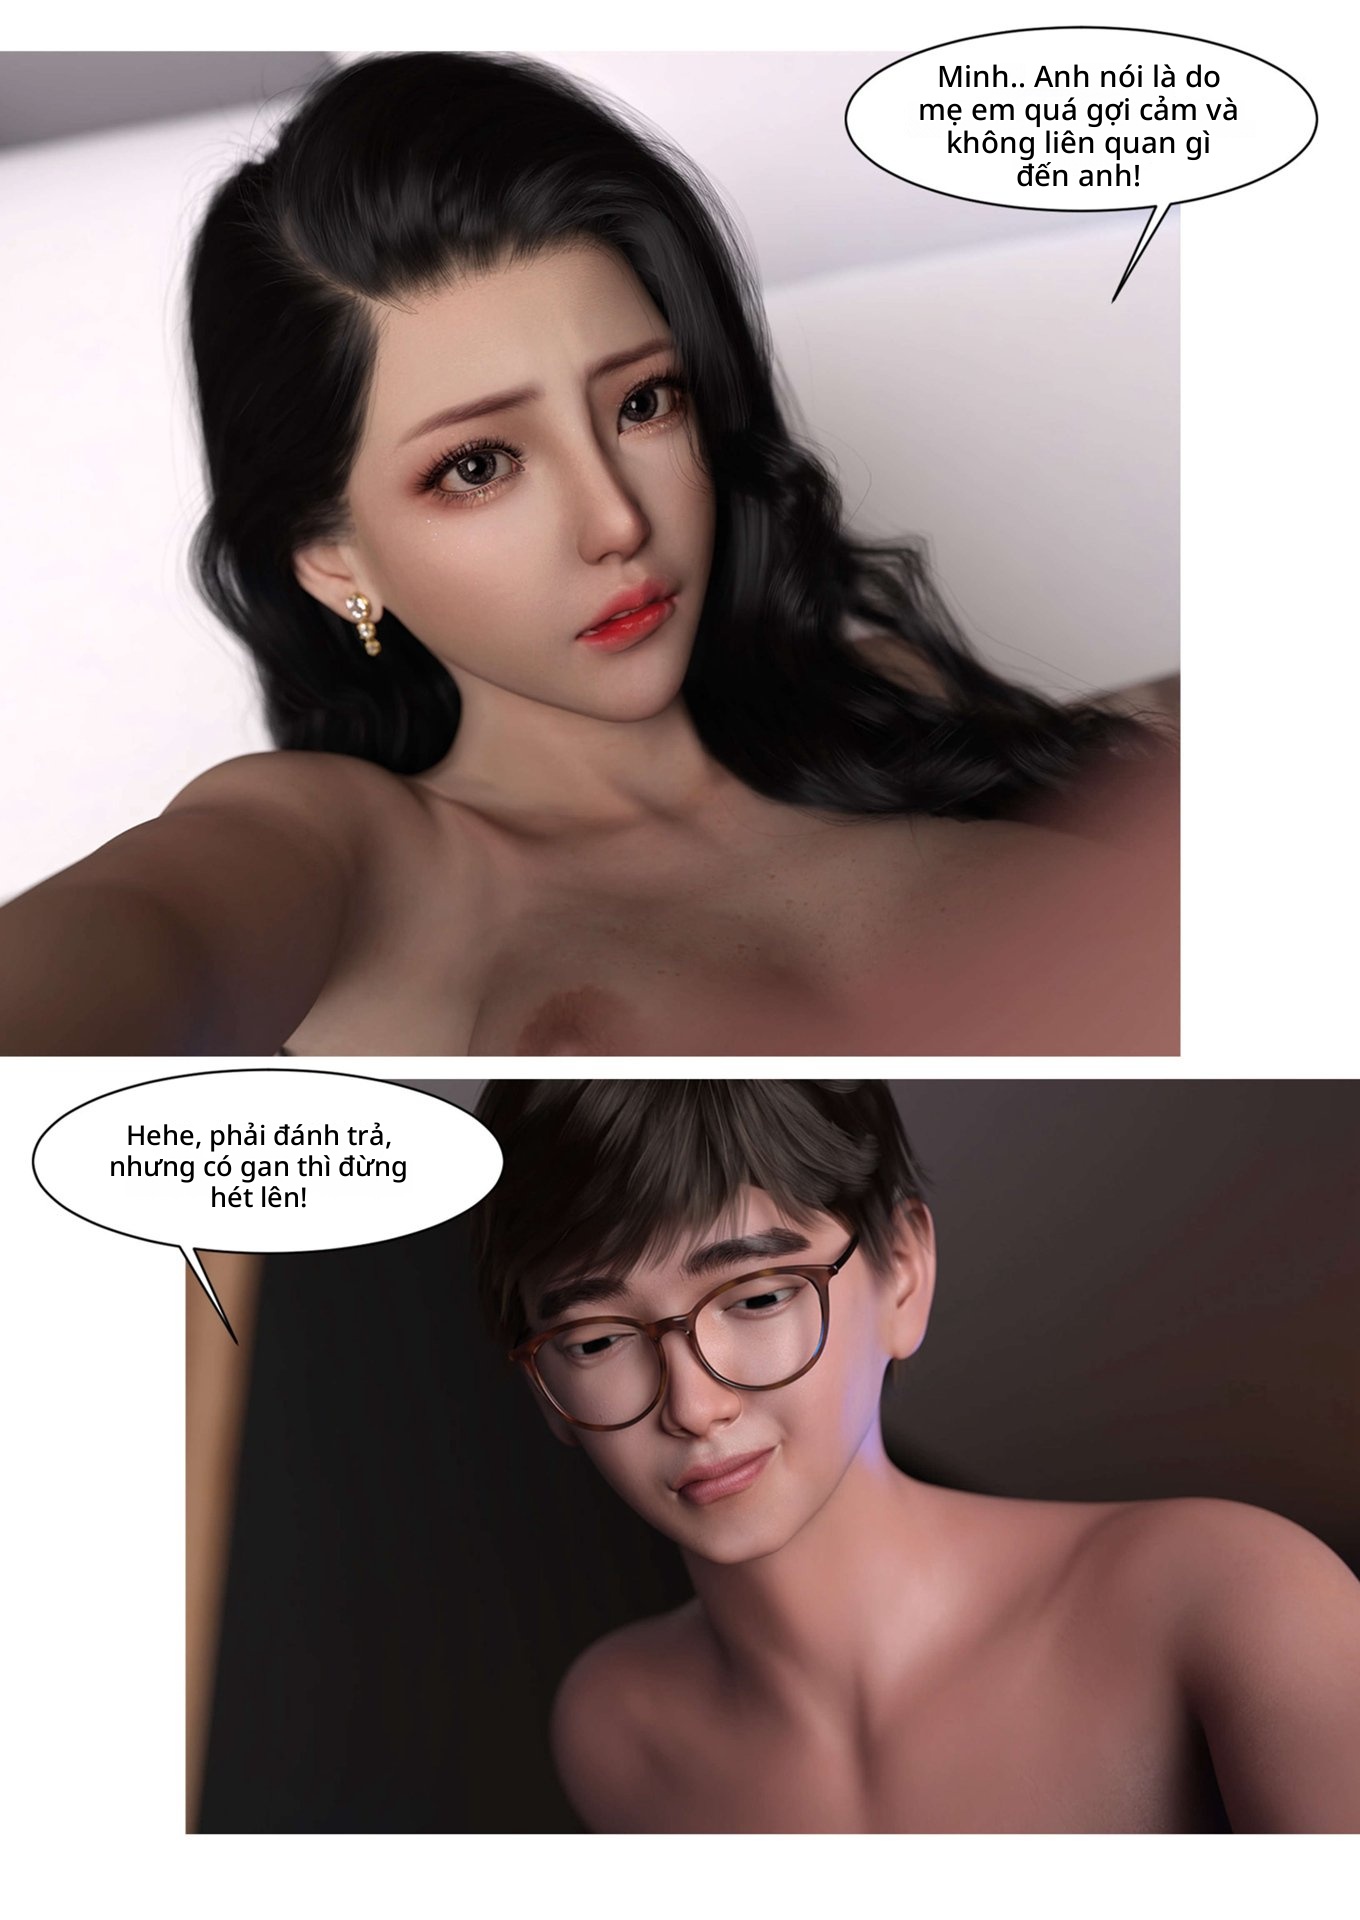 Minh.. Anh nói là do
mẹ em quá gợi cảm và
không liên quan gì
đến anh!
Hehe, phải đánh trả,
nhưng có gan thì đừng
hét lên!